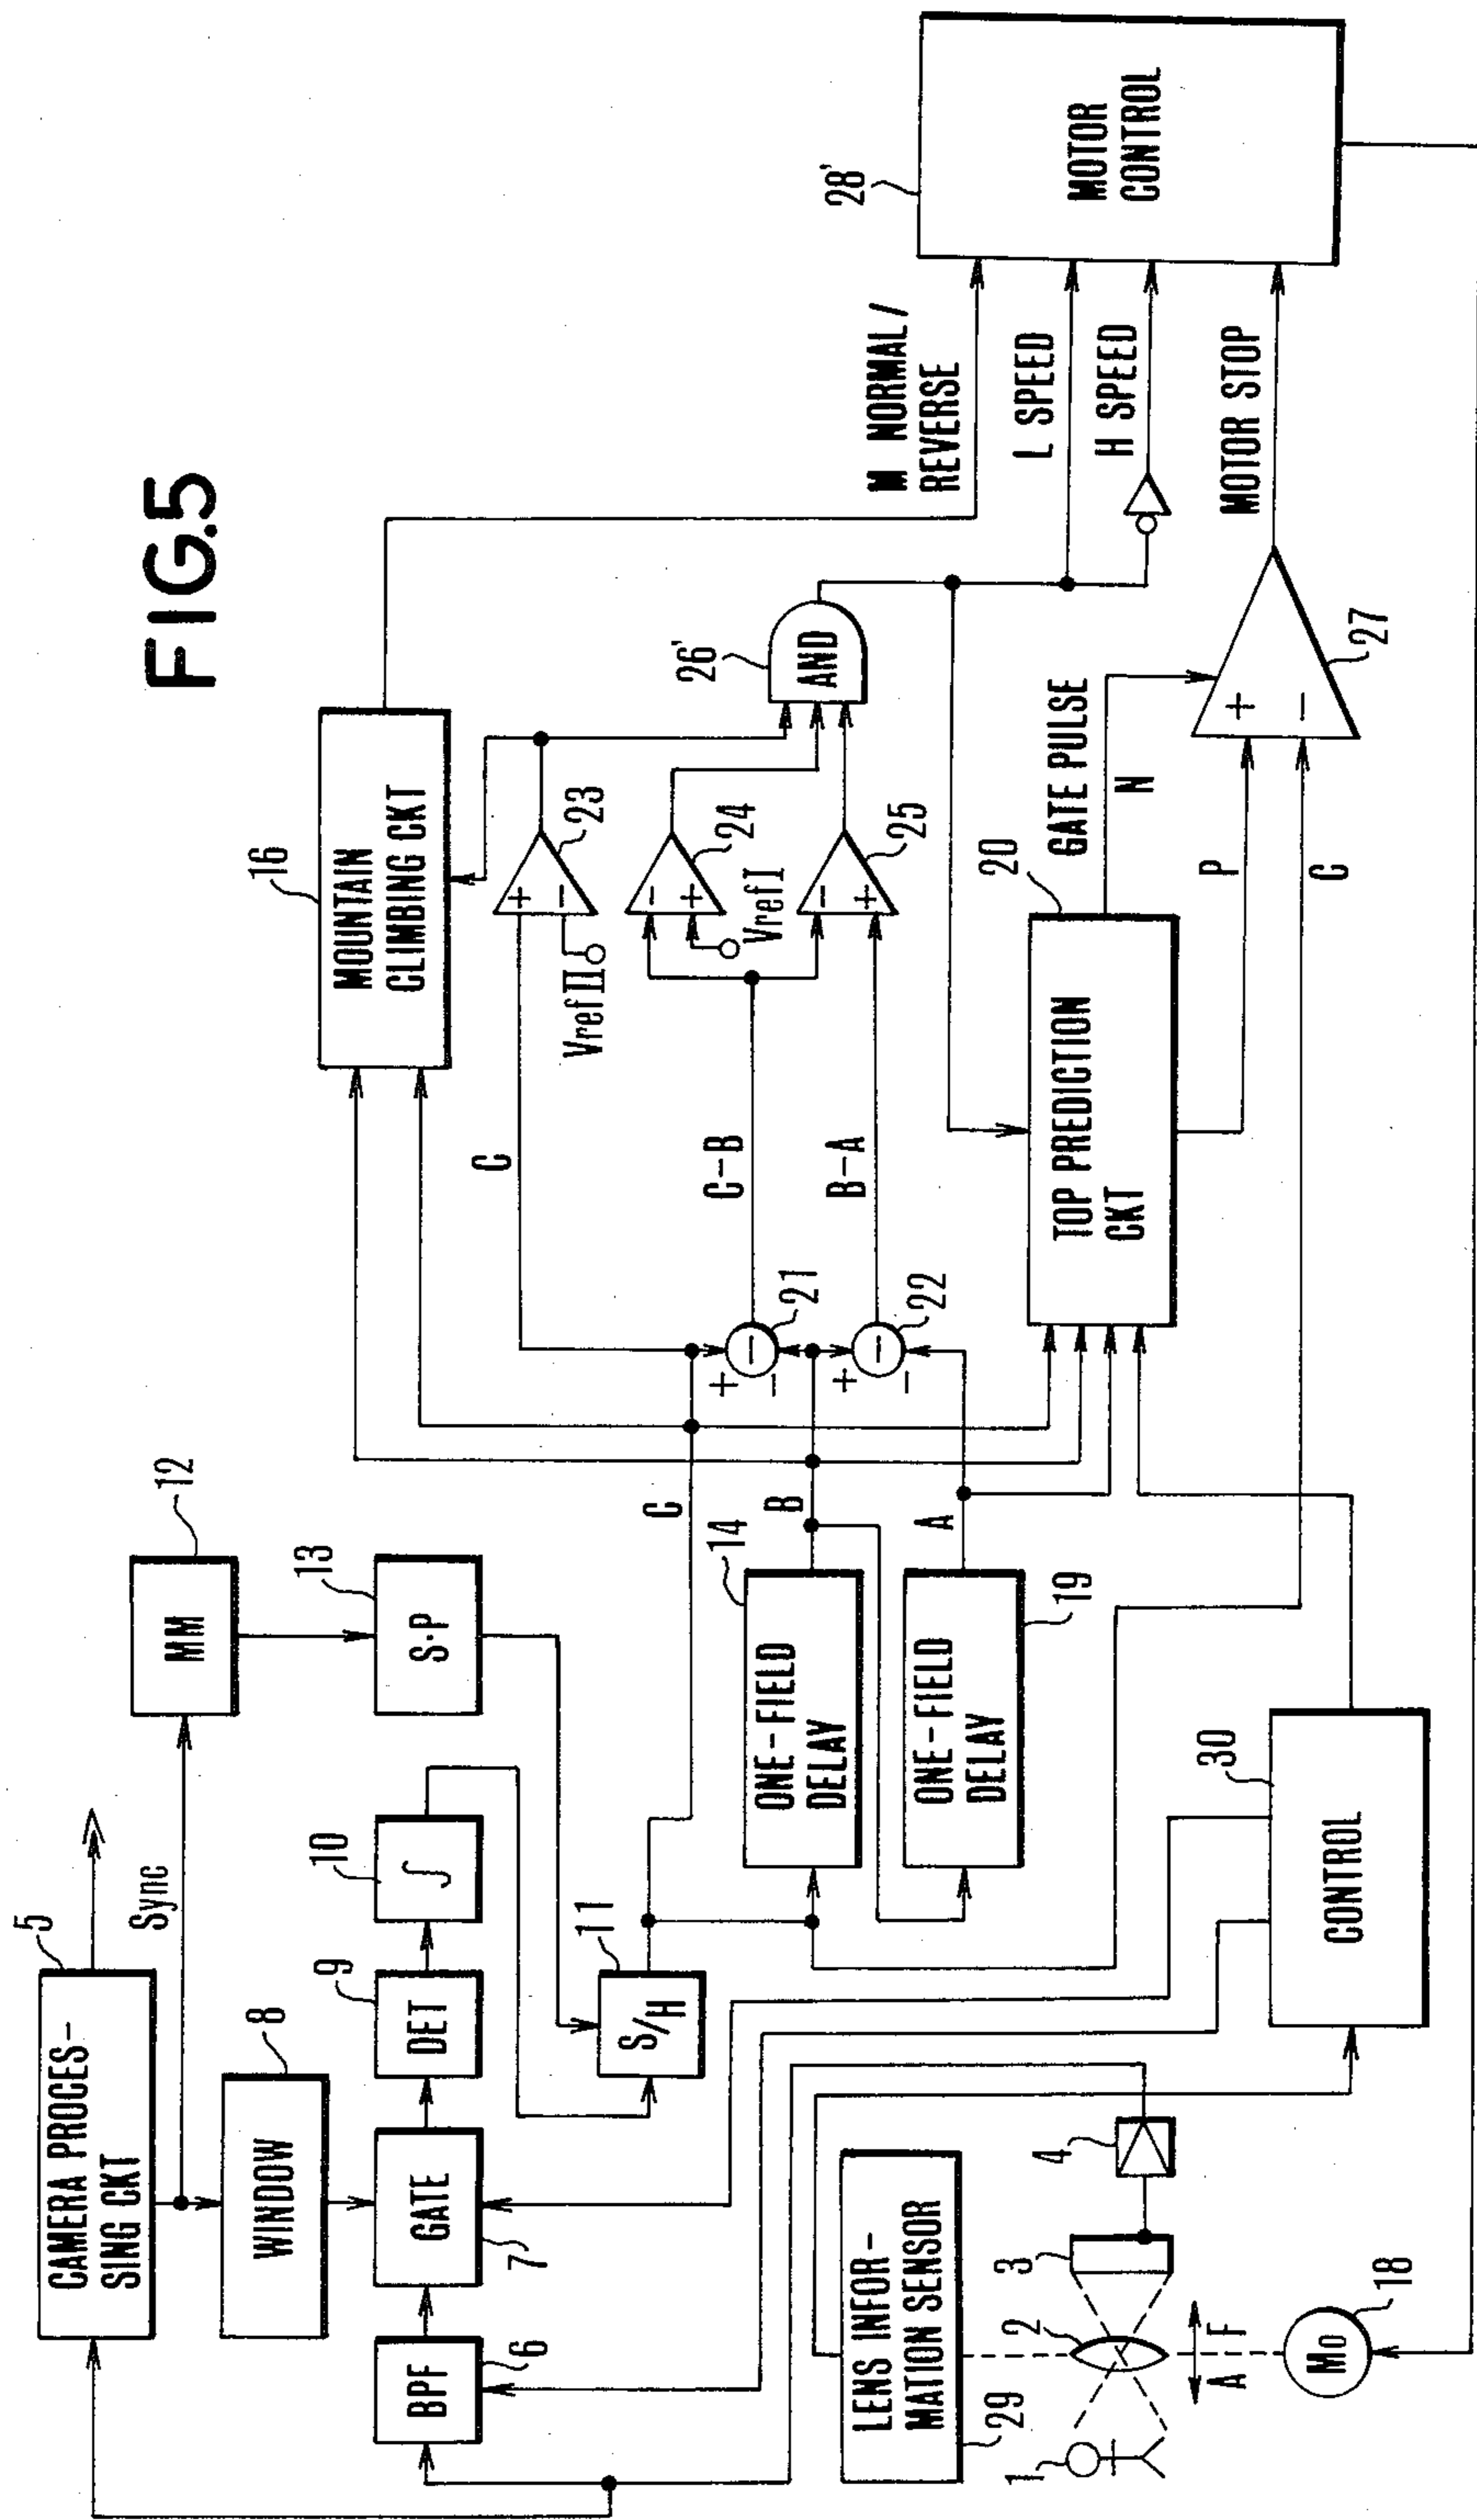 FIG.5
5
CAMERA PROCES-
SING CKT
Sync
12
MM
8
WINDOW
13
S·P
6
BPF
7
GATE
9
DET
10
∫
11
S/H
C
14
ONE-FIELD
DELAY
B
19
ONE-FIELD
DELAY
A
16
MOUNTAIN
CLIMBING CKT
C
+
−
23
VrefIII
+
−
−
21
C-B
−
+
24
VrefI
+
−
−
22
B-A
−
+
25
26'
AND
M NORMAL/
REVERSE
L SPEED
H SPEED
MOTOR STOP
28'
MOTOR
CONTROL
20
TOP PREDICTION
CKT
GATE PULSE
N
P
C
+
−
27
LENS INFOR-
MATION SENSOR
29
30
CONTROL
1
2
3
4
A
F
Mo
18